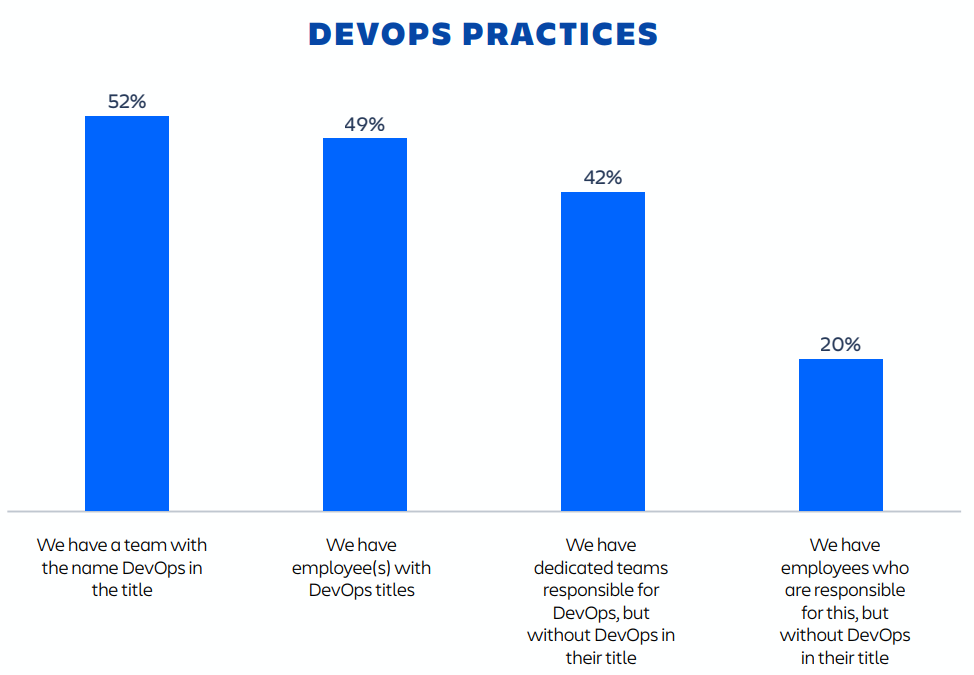 DEVOPS PRACTICES
52%
49%
42%
20%
We have a team with
the name DevOps in
the title
We have
employee(s) with
DevOps titles
We have
dedicated teams
responsible for
DevOps, but
without DevOps in
their title
We have
employees who
are responsible
for this, but
without DevOps
in their title